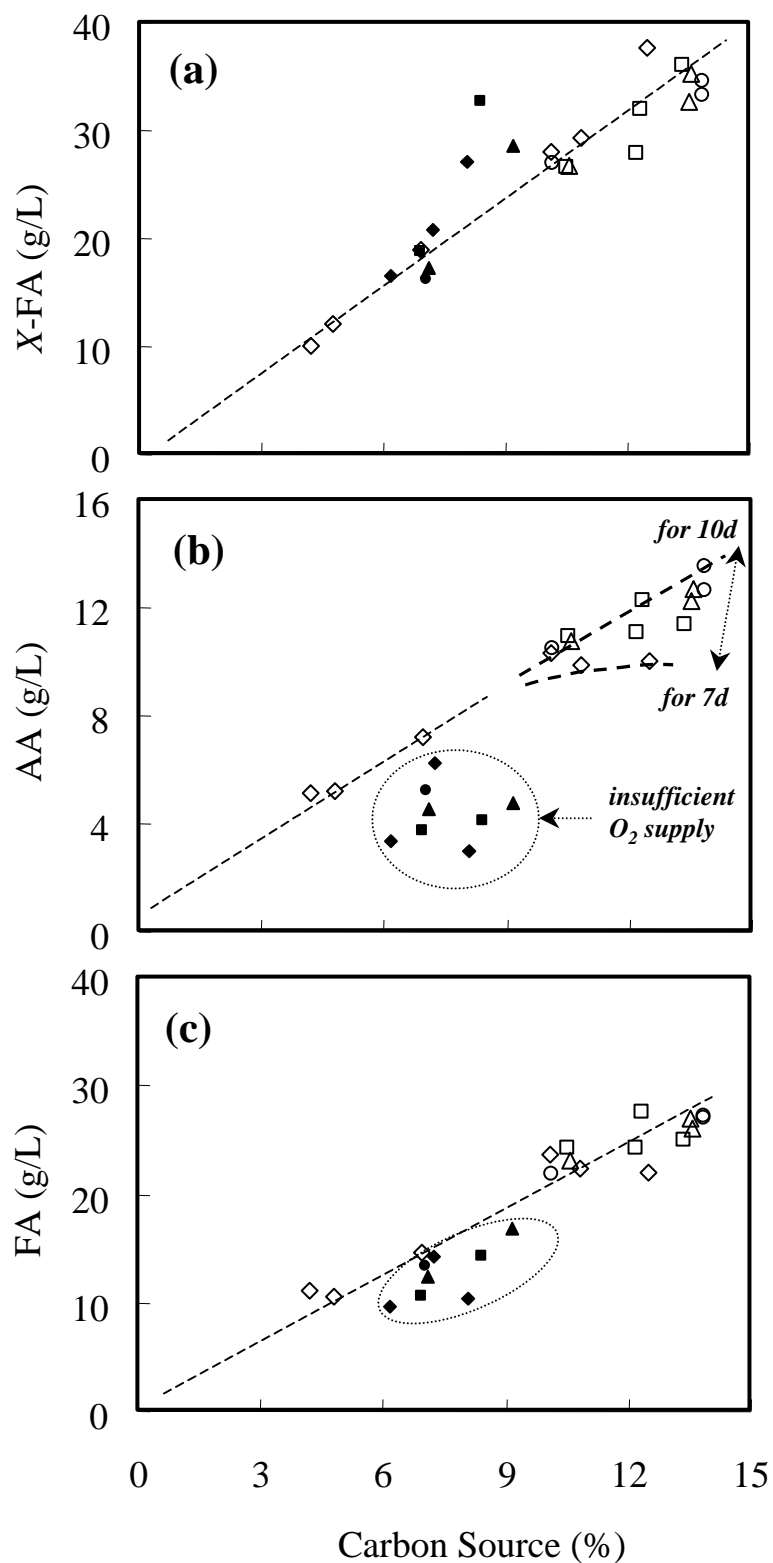 40
(a)
30
X-FA (g/L)
20
10
0
16
(b)
for 10d
12
AA (g/L)
8
for 7d
insufficient
O2 supply
4
0
40
(c)
30
FA (g/L)
20
10
0
0 3 6 9 12 15
Carbon Source (%)